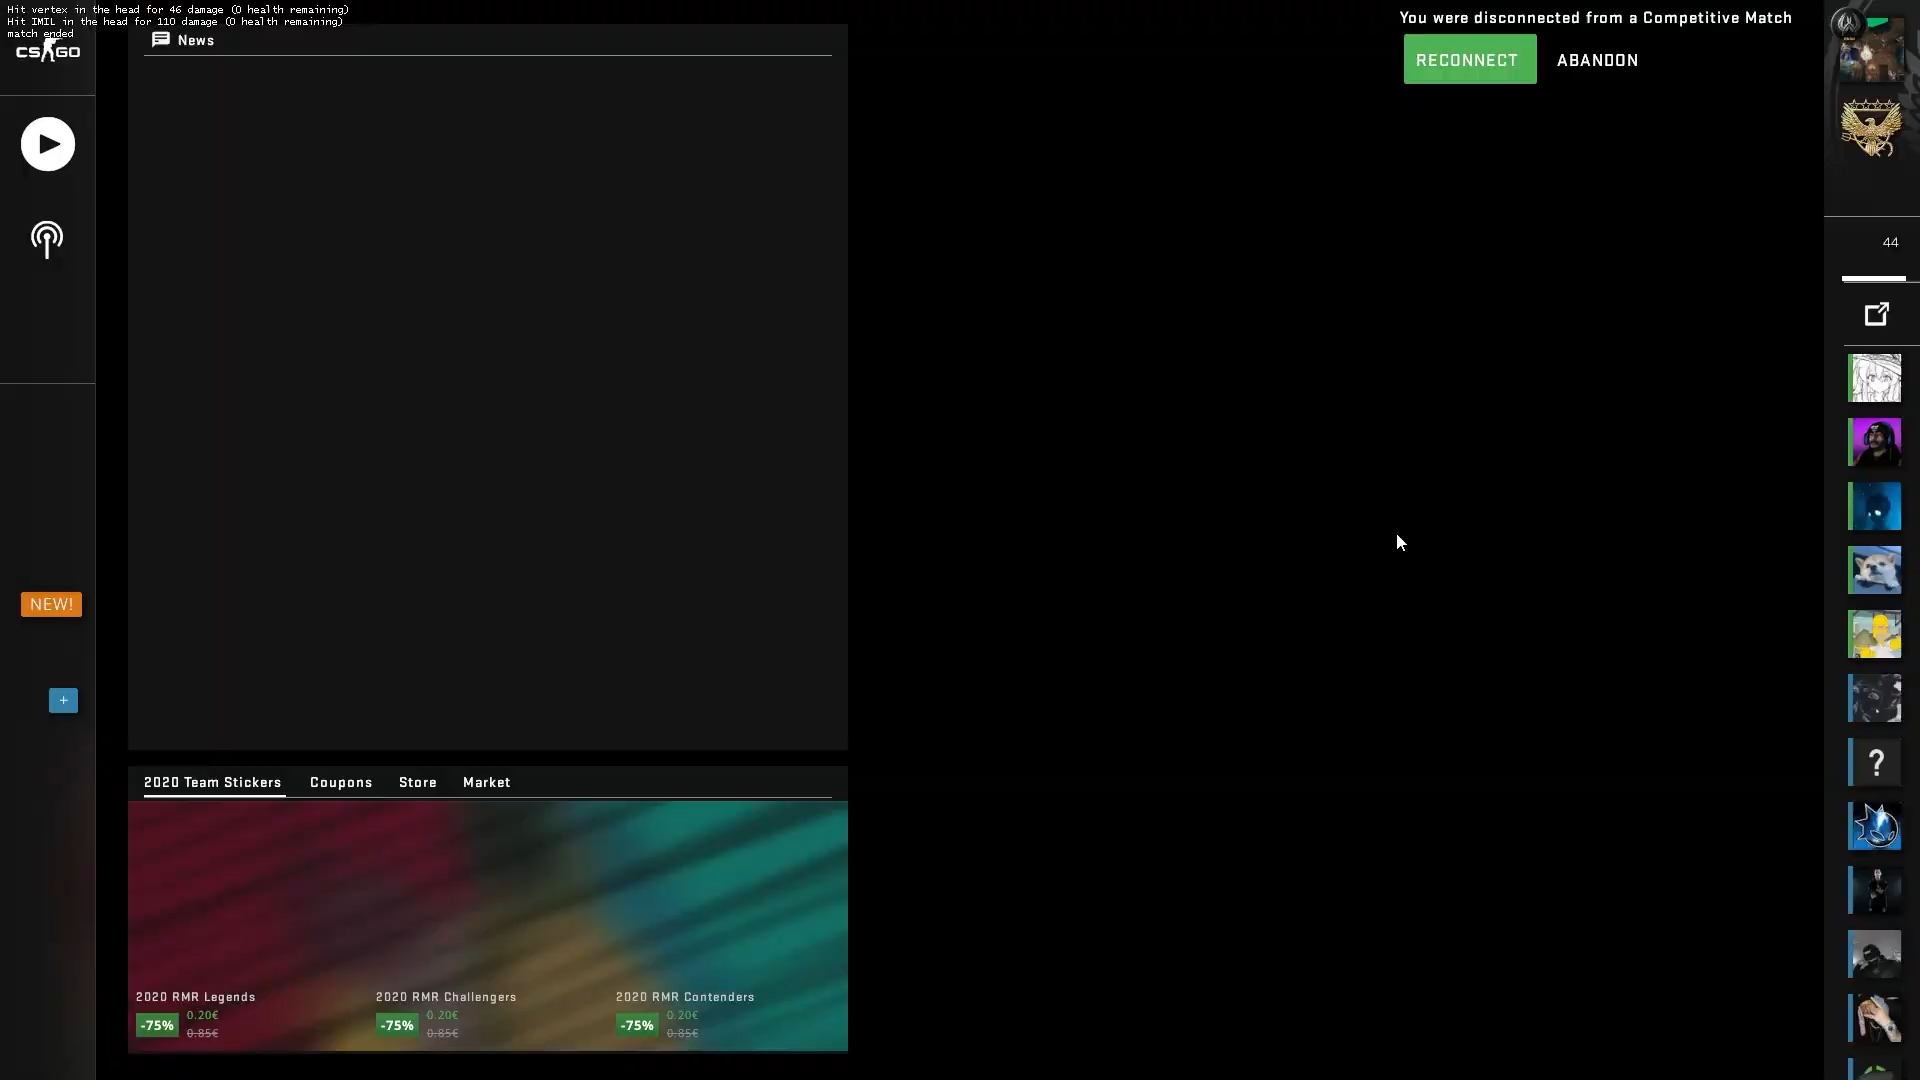 Hit vertex in the head for 46 damage (0 health remaining)
Hit IMIL in the head for 110 damage (0 health remaining)
match ended
CS GO
News
You were disconnected from a Competitive Match
RECONNECT
ABANDON
44
NEW!
+
?
2020 Team Stickers
Coupons
Store
Market
2020 RMR Legends
-75%
0.20€
0.85€
2020 RMR Challengers
-75%
0.20€
0.85€
2020 RMR Contenders
-75%
0.20€
0.85€